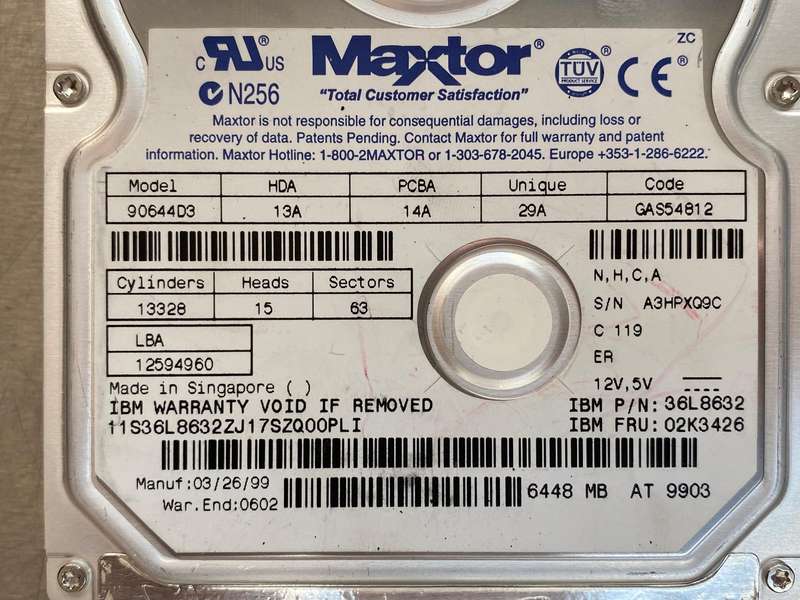 ZC
c RU ® US Maxtor® TÜV PRODUCT SERVICE CE ®
N256 "Total Customer Satisfaction"
Maxtor is not responsible for consequential damages, including loss or
recovery of data. Patents Pending. Contact Maxtor for full warranty and patent
information. Maxtor Hotline: 1-800-2MAXTOR or 1-303-678-2045. Europe +353-1-286-6222.
Model HDA PCBA Unique Code
90644D3 13A 14A 29A GAS54812
N,H,C,A
Cylinders Heads Sectors
13328 15 63
S/N A3HPXQ9C
C 119
LBA
ER
12594960
12V,5V
Made in Singapore ( )
IBM WARRANTY VOID IF REMOVED IBM P/N: 36L8632
11S36L8632ZJ17SZQ00PLI IBM FRU: 02K3426
Manuf:03/26/99
War.End:0602 6448 MB AT 9903